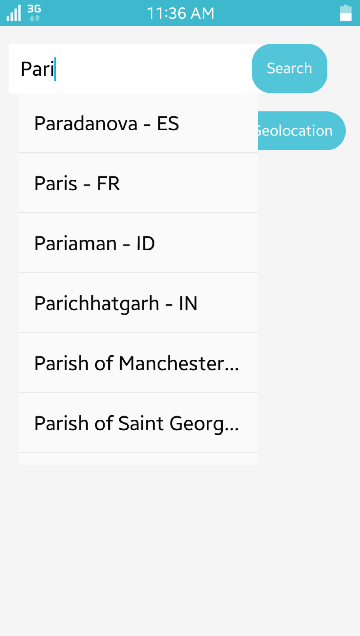 3G
11:36 AM
Pari
Search
Geolocation
Paradanova - ES
Paris - FR
Pariaman - ID
Parichhatgarh - IN
Parish of Manchester...
Parish of Saint Georg...